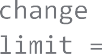 change
limit =